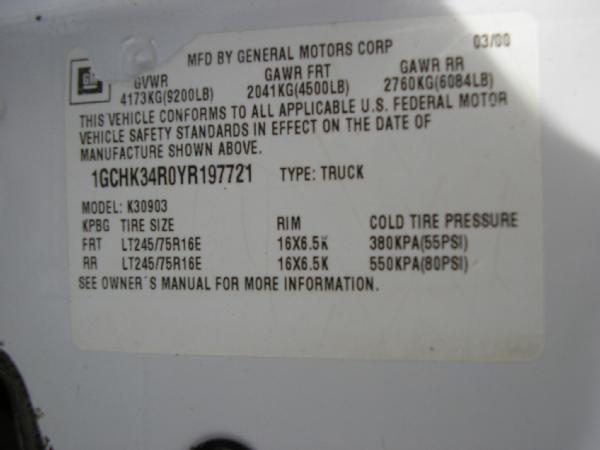 MFD BY GENERAL MOTORS CORP 03/00
GM
GVWR GAWR FRT GAWR RR
4173KG(9200LB) 2041KG(4500LB) 2760KG(6084LB)
THIS VEHICLE CONFORMS TO ALL APPLICABLE U.S. FEDERAL MOTOR
VEHICLE SAFETY STANDARDS IN EFFECT ON THE DATE OF
MANUFACTURE SHOWN ABOVE.
1GCHK34R0YR197721 TYPE: TRUCK
MODEL: K30903
KPBG TIRE SIZE RIM COLD TIRE PRESSURE
FRT LT245/75R16E 16X6.5K 380KPA(55PSI)
RR LT245/75R16E 16X6.5K 550KPA(80PSI)
SEE OWNER´S MANUAL FOR MORE INFORMATION.